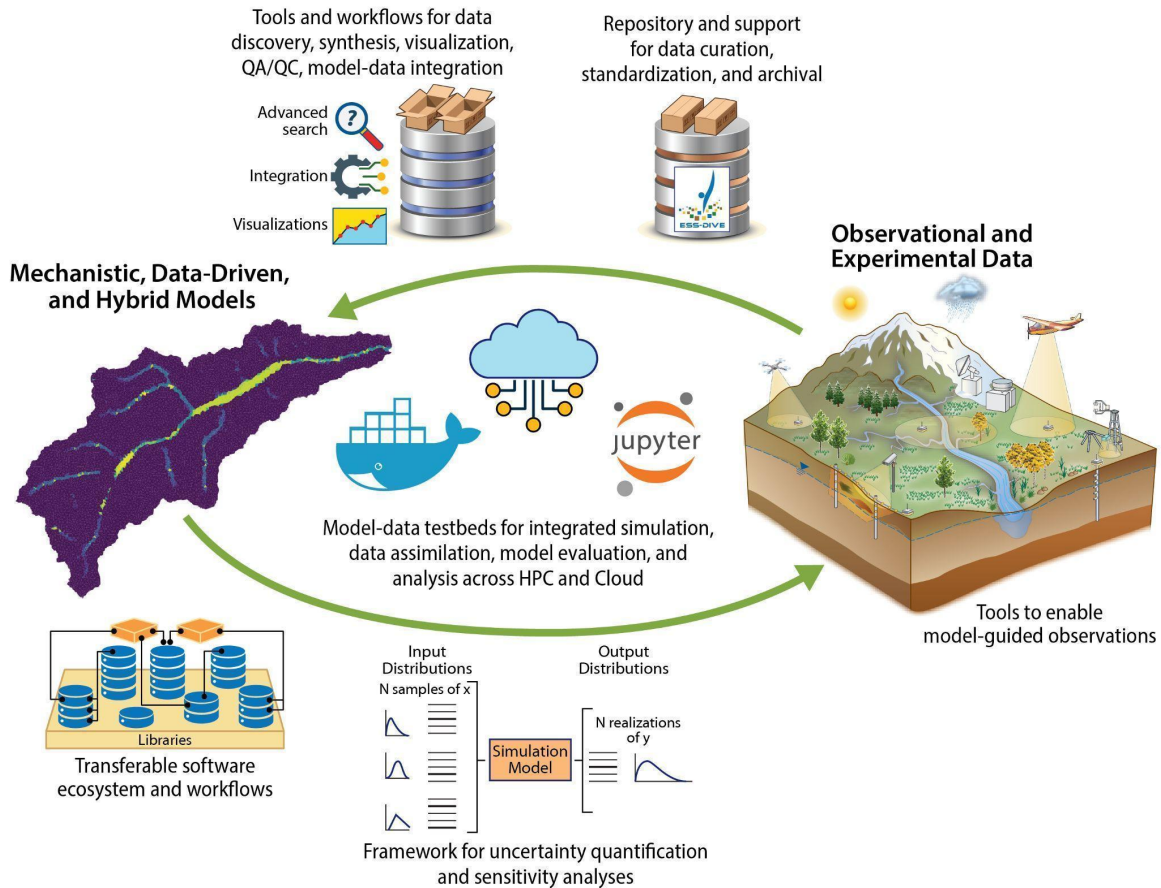 Tools and workflows for data
discovery, synthesis, visualization,
QA/QC, model-data integration
Advanced
search
?
Integration
Visualizations
Repository and support
for data curation,
standardization, and archival
ESS-DIVE
Mechanistic, Data-Driven,
and Hybrid Models
Observational and
Experimental Data
jupyter
Model-data testbeds for integrated simulation,
data assimilation, model evaluation, and
analysis across HPC and Cloud
Tools to enable
model-guided observations
Libraries
Transferable software
ecosystem and workflows
Input
Distributions
N samples of x
Simulation
Model
Output
Distributions
N realizations
of y
Framework for uncertainty quantification
and sensitivity analyses